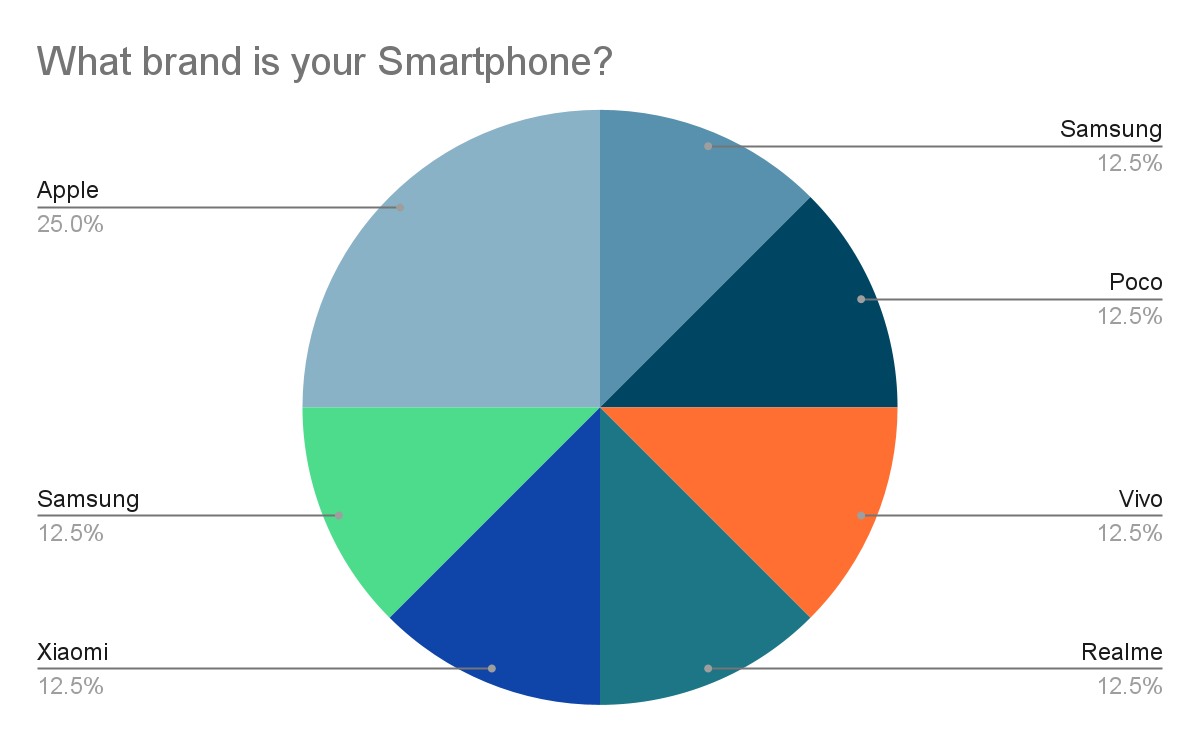 What brand is your Smartphone?
Samsung
12.5%
Apple
25.0%
Poco
12.5%
Samsung
12.5%
Vivo
12.5%
Xiaomi
12.5%
Realme
12.5%